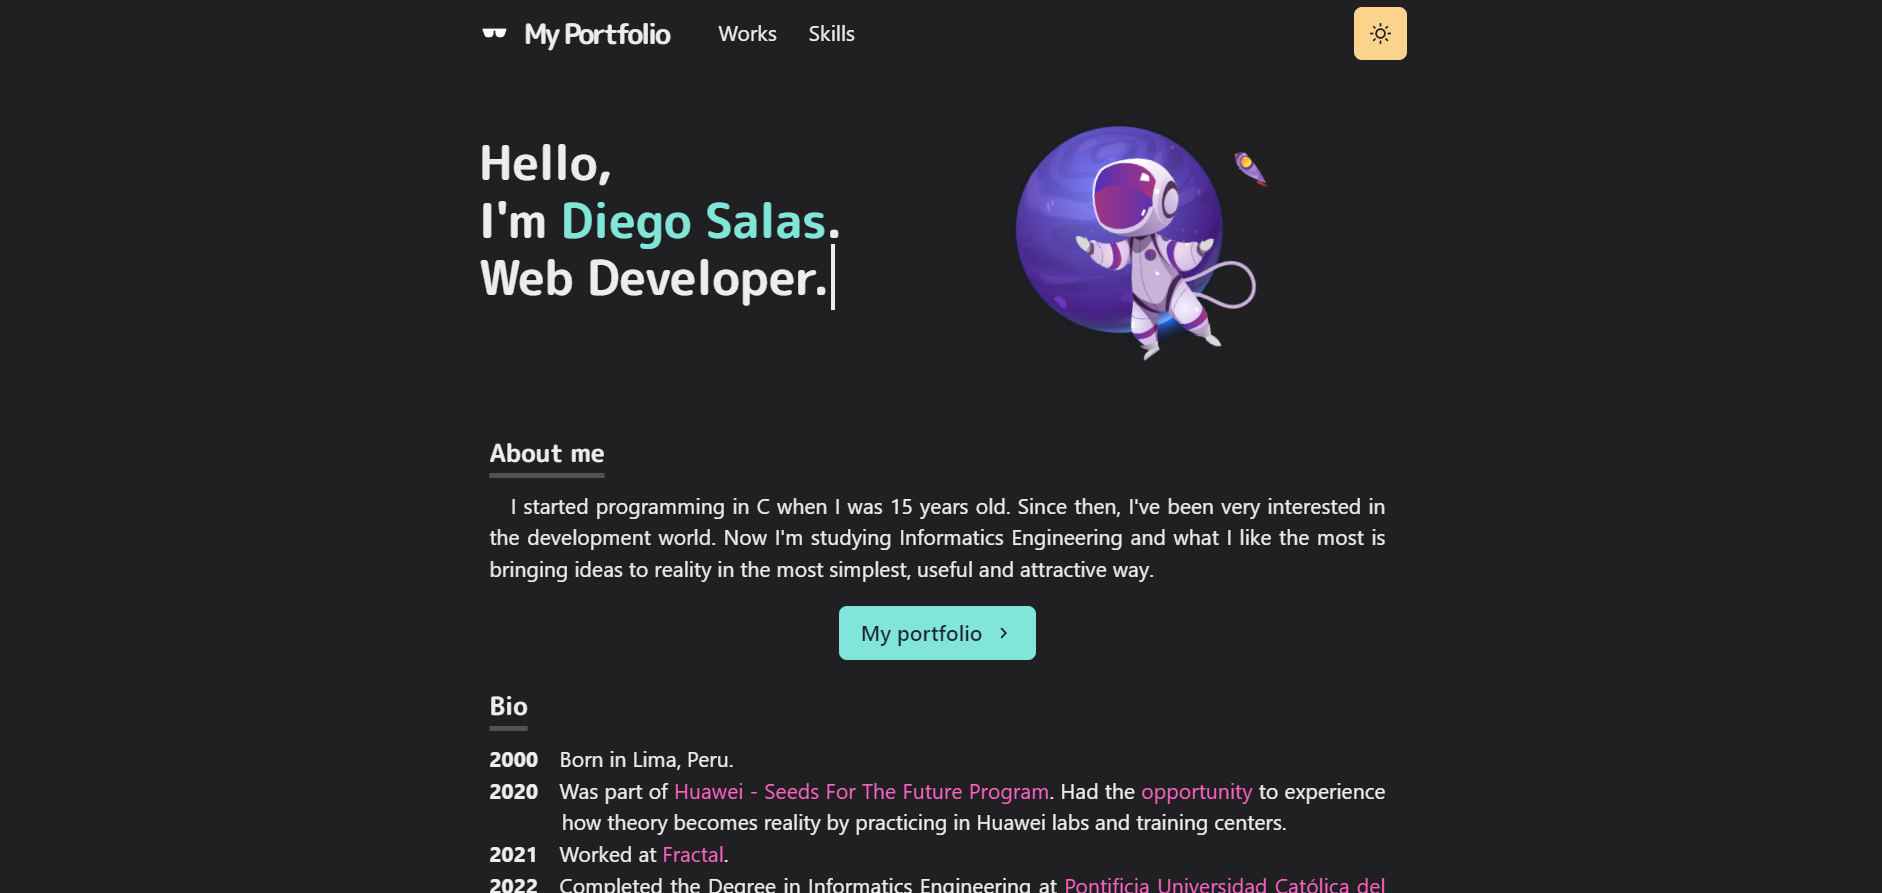 My Portfolio Works Skills
Hello,
I'm Diego Salas.
Web Developer.
About me
I started programming in C when I was 15 years old. Since then, I've been very interested in
the development world. Now I'm studying Informatics Engineering and what I like the most is
bringing ideas to reality in the most simplest, useful and attractive way.
My portfolio
Bio
2000 Born in Lima, Peru.
2020 Was part of Huawei - Seeds For The Future Program. Had the opportunity to experience
how theory becomes reality by practicing in Huawei labs and training centers.
2021 Worked at Fractal.
2022 Completed the Degree in Informatics Engineering at Pontificia Universidad Católica del